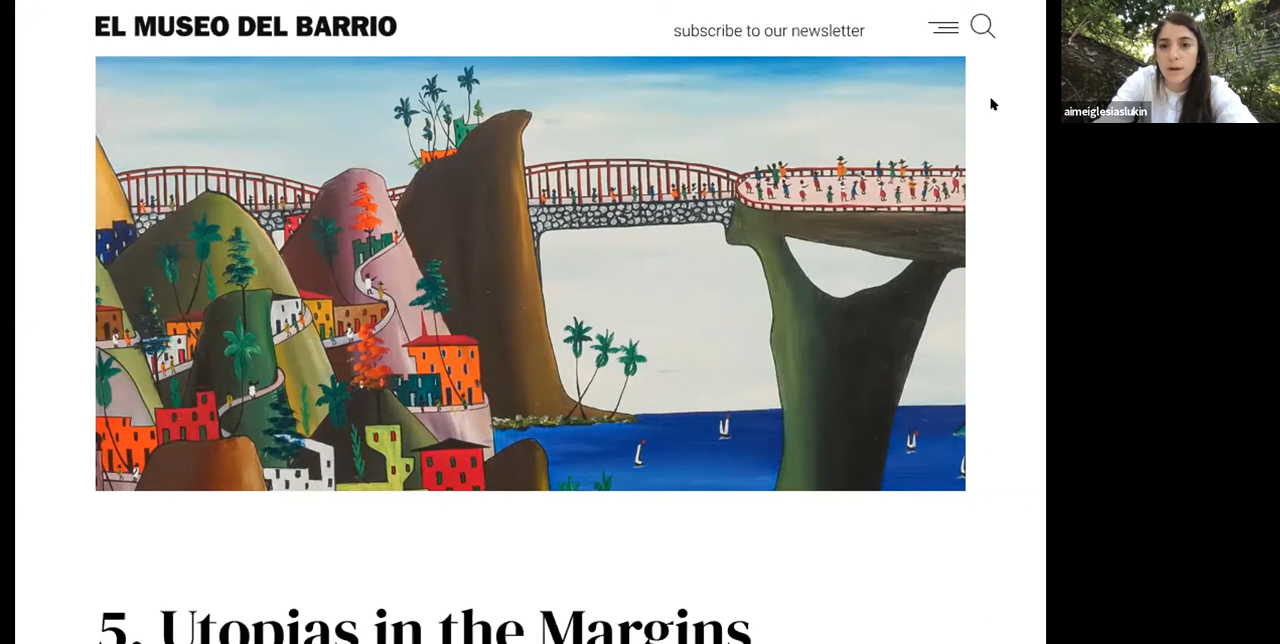 EL MUSEO DEL BARRIO
subscribe to our newsletter
aimeiglesiaslukin
5. Utopias in the Margins